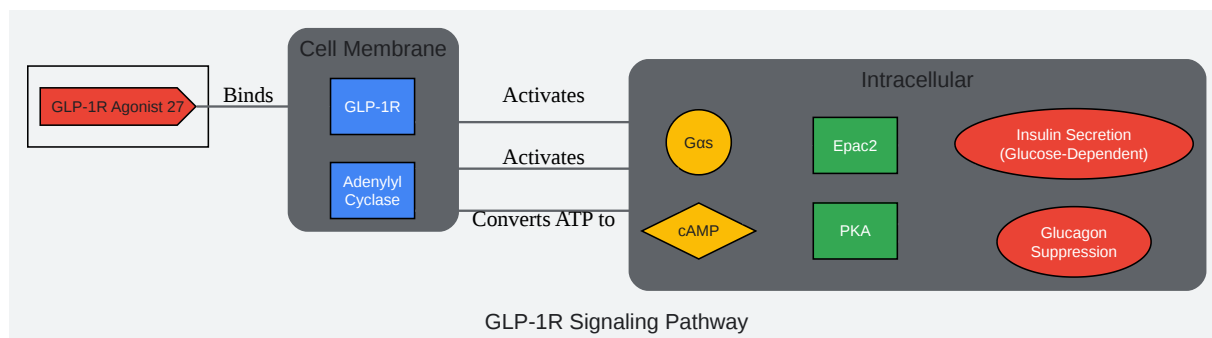 Cell Membrane
GLP-1R Agonist 27
Binds
GLP-1R
Adenylyl
Cyclase
Activates
Activates
Converts ATP to
Intracellular
Gαs
Epac2
Insulin Secretion
(Glucose-Dependent)
cAMP
PKA
Glucagon
Suppression
GLP-1R Signaling Pathway